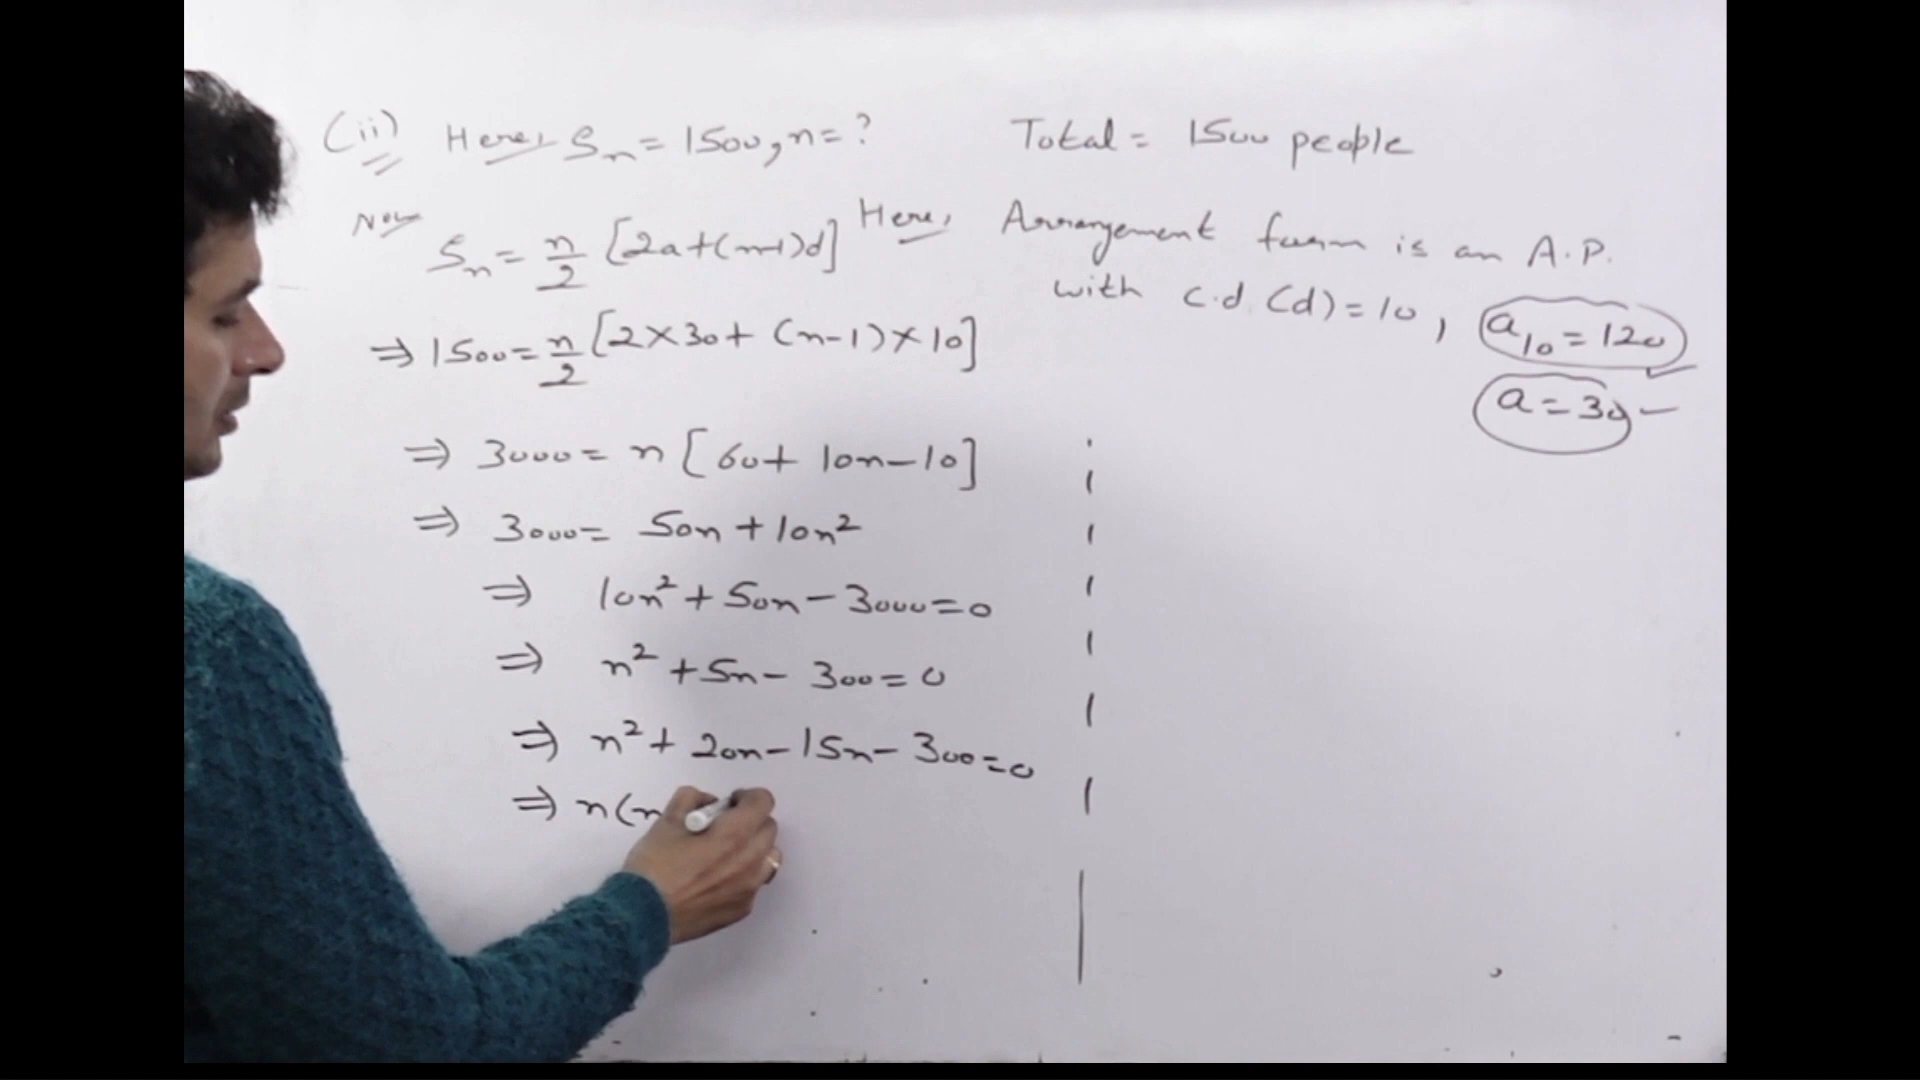 (ii) Here, Sn = 1500, n = ?
Total = 1500 people
Now
Sn = n/2 [2a+(n-1)d]
Here, Arrangement form is an A.P.
with c.d. (d) = 10, a10 = 120
a = 30
⇒ 1500 = n/2 [2×30+ (n-1)×10]
⇒ 3000 = n [60+ 10n-10]
⇒ 3000 = 50n + 10n²
⇒ 10n² + 50n - 3000 = 0
⇒ n² + 5n - 300 = 0
⇒ n² + 20n - 15n - 300 = 0
⇒ n(n